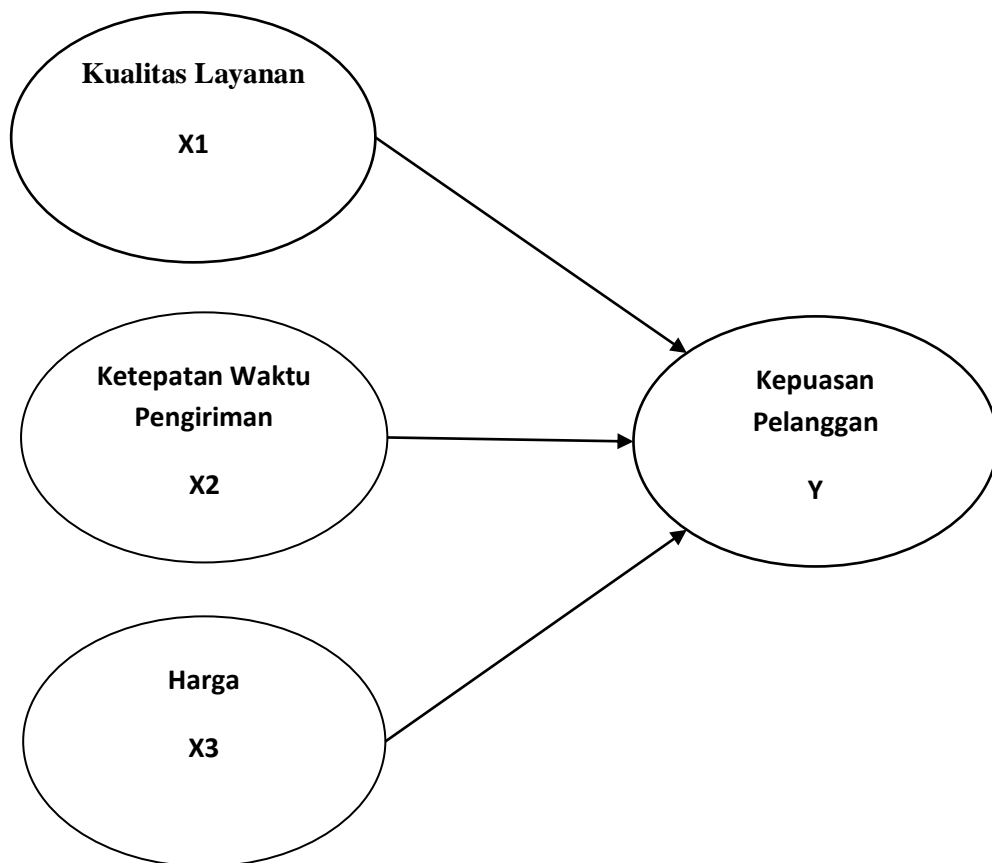 Kualitas Layanan
X1
Ketepatan Waktu
Pengiriman
X2
Harga
X3
Kepuasan
Pelanggan
Y